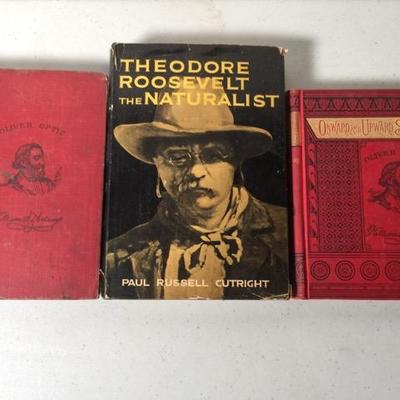 OLIVER OPTIC
THEODORE
ROOSEVELT
THE NATURALIST
PAUL RUSSELL CUTRIGHT
ONWARD AND UPWARD S
OLIVER